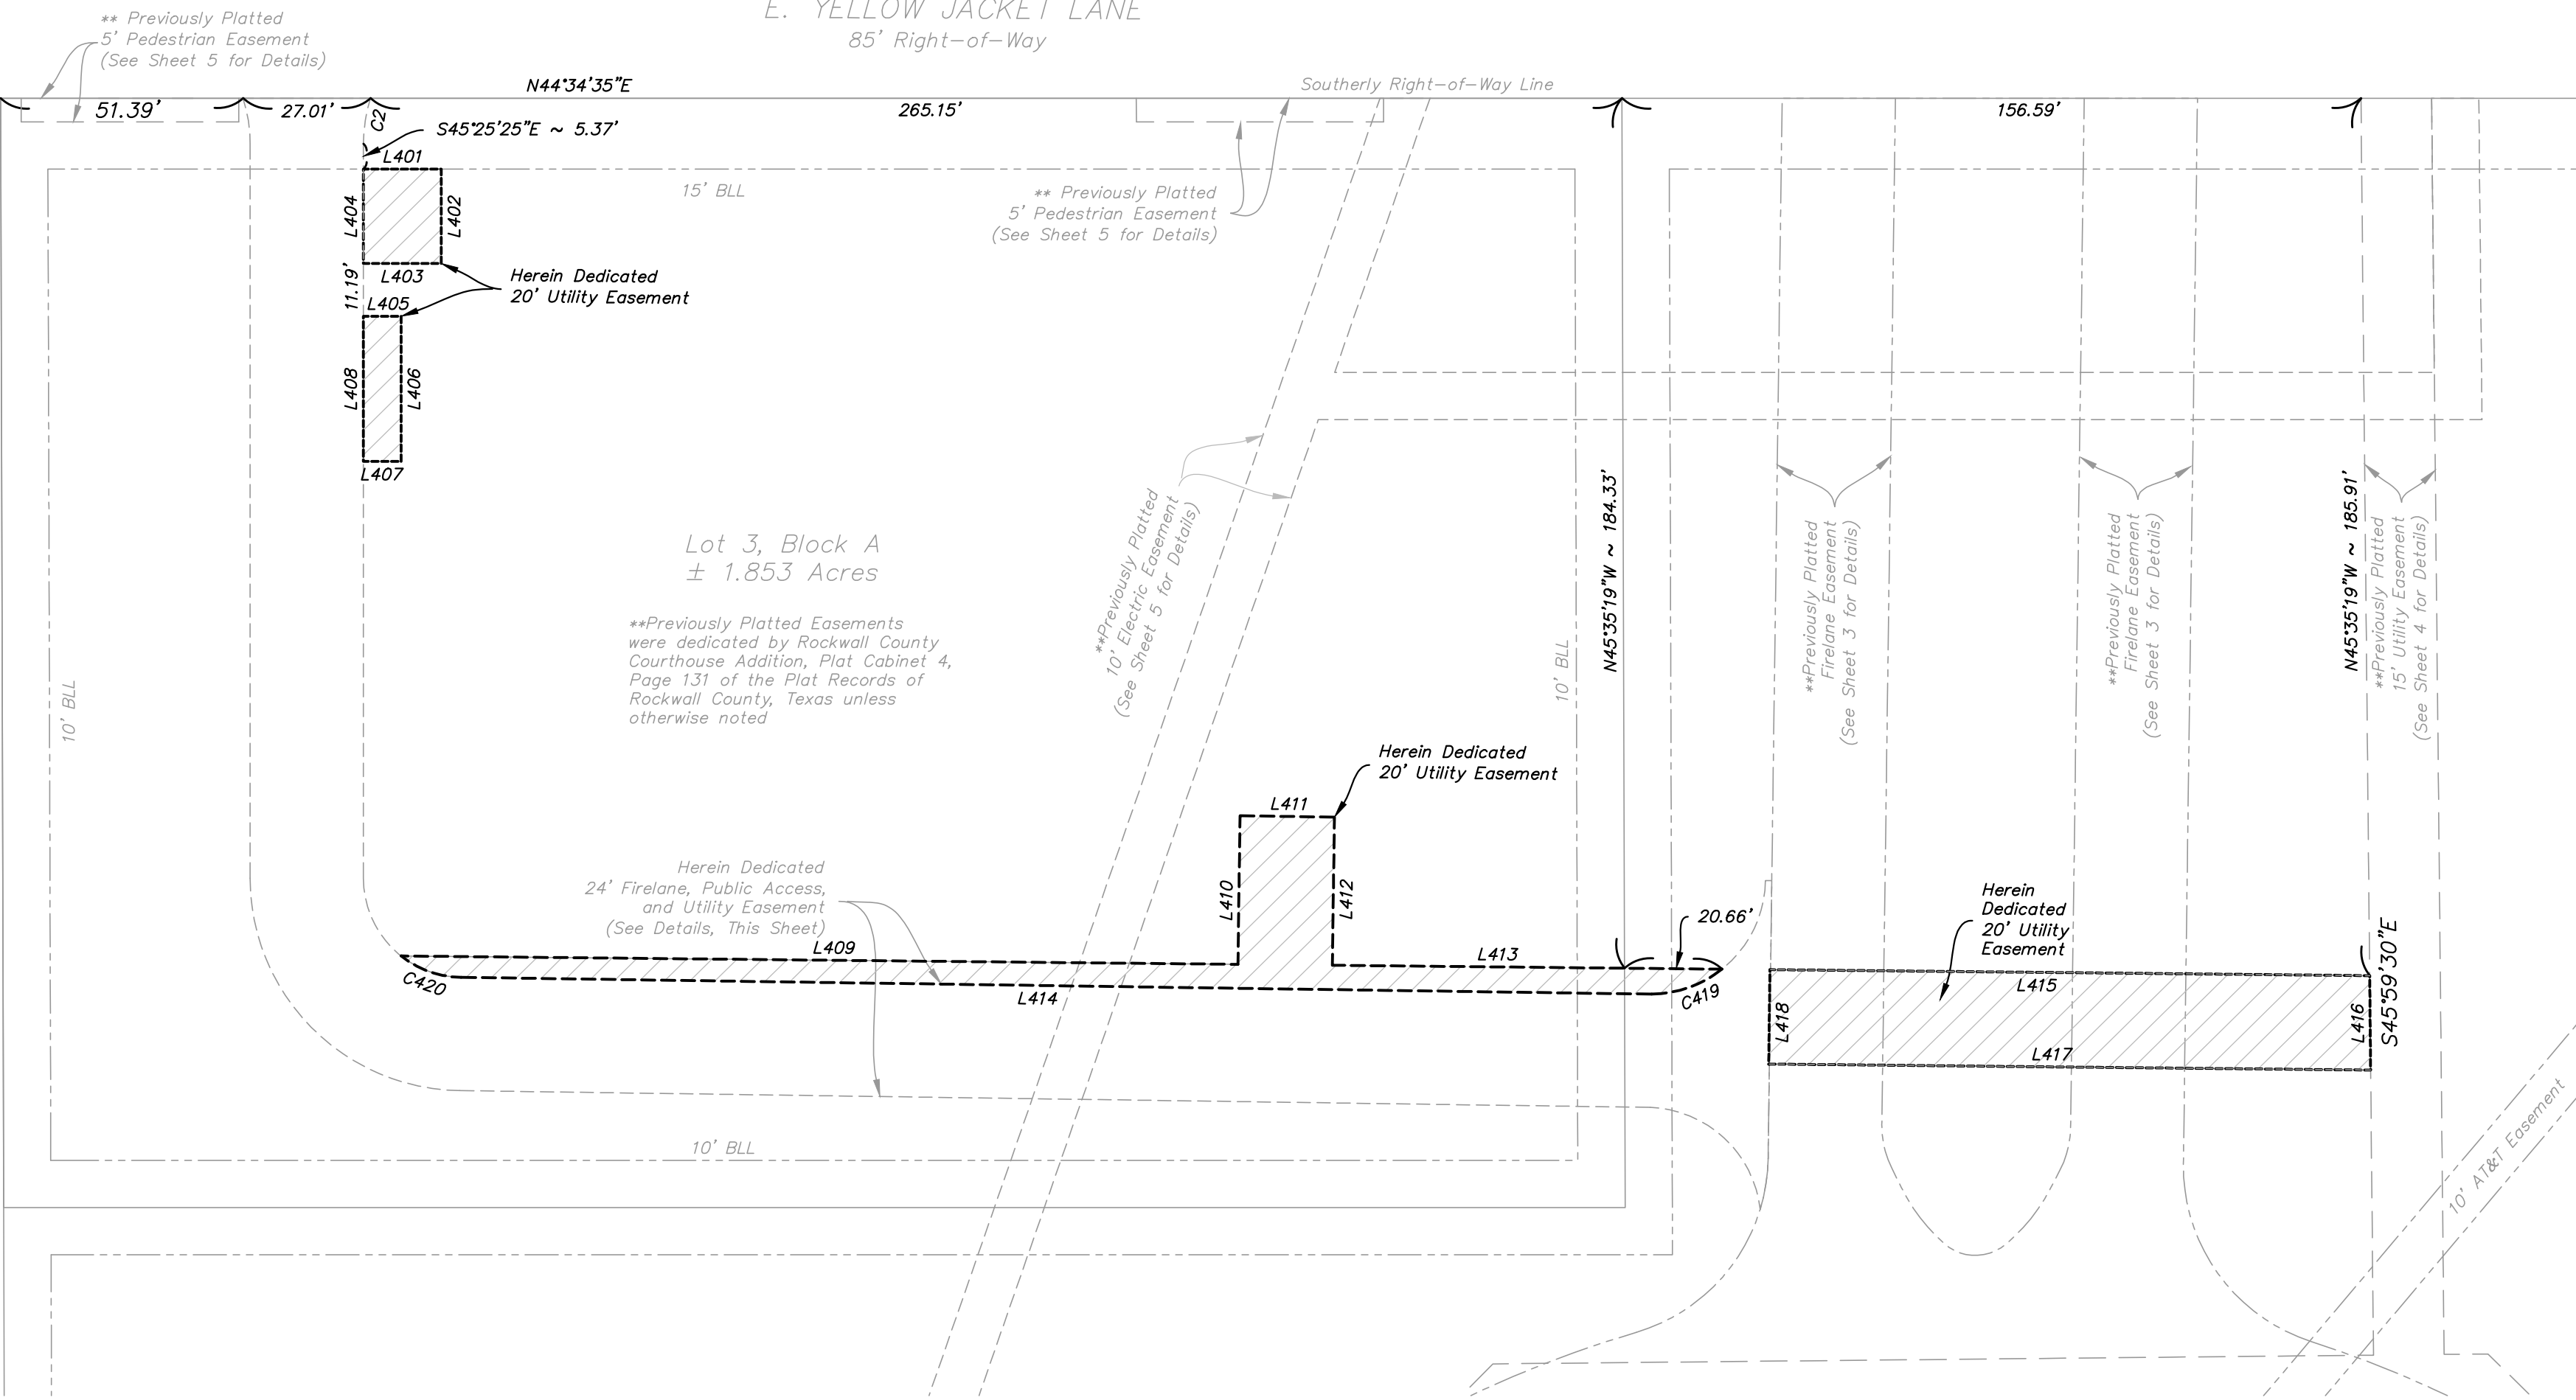 E. YELLOW JACKET LANE
85' Right-of-Way
** Previously Platted
5' Pedestrian Easement
(See Sheet 5 for Details)
N44°34'35"E
Southerly Right-of-Way Line
51.39'
27.01'
C2
265.15'
156.59'
S45°25'25"E ~ 5.37'
L401
15' BLL
** Previously Platted
5' Pedestrian Easement
(See Sheet 5 for Details)
L404
L402
L403
11.19'
Herein Dedicated
20' Utility Easement
L405
L408
L406
L407
Lot 3, Block A
± 1.853 Acres
**Previously Platted Easements
were dedicated by Rockwall County
Courthouse Addition, Plat Cabinet 4,
Page 131 of the Plat Records of
Rockwall County, Texas unless
otherwise noted
**Previously Platted
10' Electric Easement
(See Sheet 5 for Details)
N45°35'19"W ~ 184.33'
10' BLL
**Previously Platted
Firelane Easement
(See Sheet 3 for Details)
**Previously Platted
Firelane Easement
(See Sheet 3 for Details)
N45°35'19"W ~ 185.91'
**Previously Platted
15' Utility Easement
(See Sheet 4 for Details)
10' BLL
Herein Dedicated
20' Utility Easement
L411
L410
L412
Herein Dedicated
24' Firelane, Public Access,
and Utility Easement
(See Details, This Sheet)
L409
L413
20.66'
Herein
Dedicated
20' Utility
Easement
C420
L414
C419
L415
L418
L416
S45°59'30"E
L417
10' BLL
10' AT&T Easement